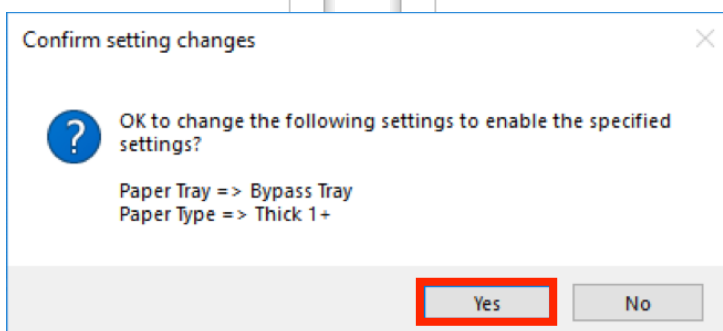 Confirm setting changes
OK to change the following settings to enable the specified
settings?
Paper Tray => Bypass Tray
Paper Type => Thick 1+
Yes
No